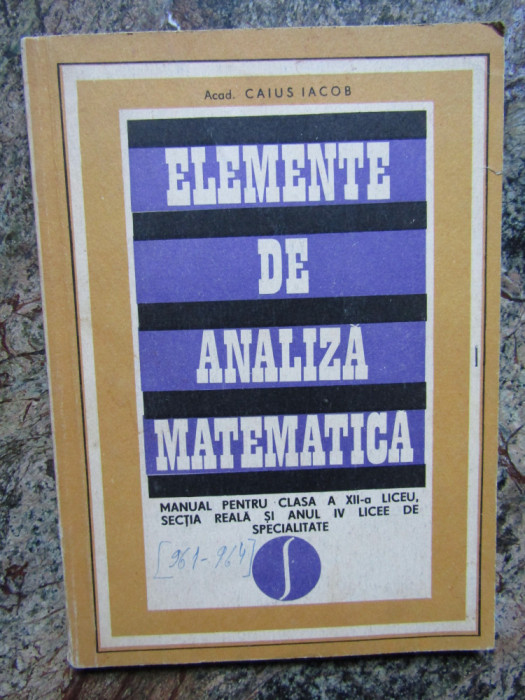 Acad. CAIUS IACOB
ELEMENTE
DE
ANALIZĂ
MATEMATICA
MANUAL PENTRU CLASA A XII-a LICEU,
SECȚIA REALĂ ȘI ANUL IV LICEE DE
SPECIALITATE
[961-964]
∫